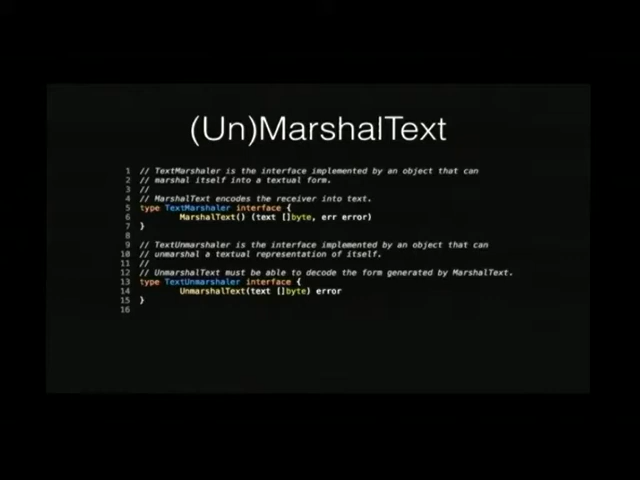 (Un)MarshalText
1 // TextMarshaler is the interface implemented by an object that can
2 // marshal itself into a textual form.
3 //
4 // MarshalText encodes the receiver into text.
5 type TextMarshaler interface {
6 MarshalText() (text []byte, err error)
7 }
8
9 // TextUnmarshaler is the interface implemented by an object that can
10 // unmarshal a textual representation of itself.
11 //
12 // UnmarshalText must be able to decode the form generated by MarshalText.
13 type TextUnmarshaler interface {
14 UnmarshalText(text []byte) error
15 }
16